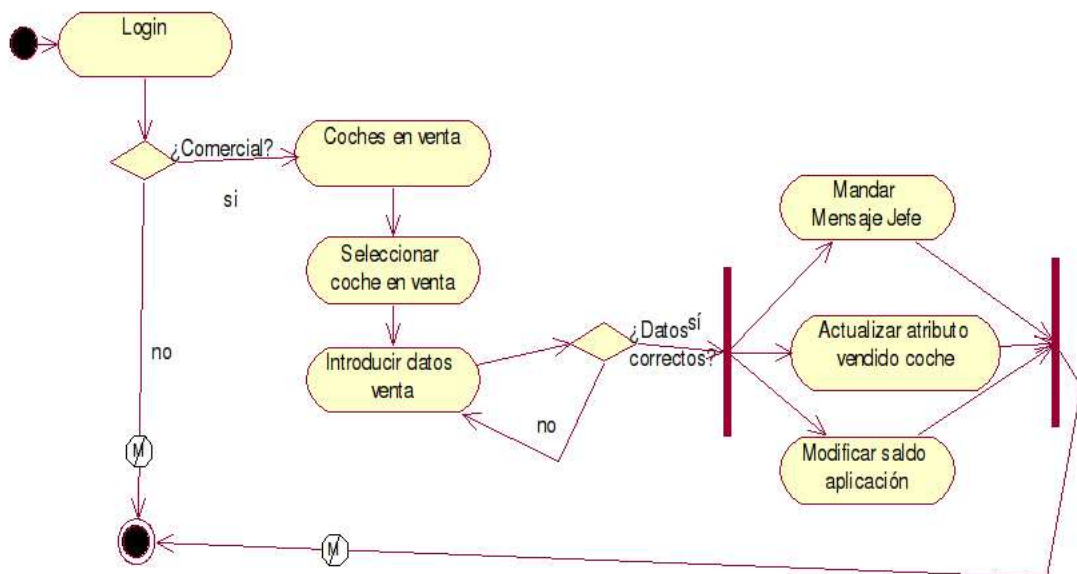 Login
¿Comercial?
si
no
M
Coches en venta
Seleccionar
coche en venta
Introducir datos
venta
¿Datos
correctos?
sí
no
Mandar
Mensaje Jefe
Actualizar atributo
vendido coche
Modificar saldo
aplicación
M